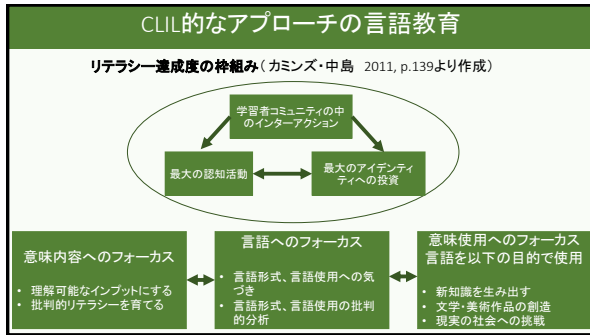 CLIL的なアプローチの言語教育
リテラシー達成度の枠組み(カミンズ・中島 2011, p.139より作成)
学習者コミュニティの中
のインターアクション
最大の認知活動
最大のアイデンティ
ティへの投資
意味内容へのフォーカス
• 理解可能なインプットにする
• 批判的リテラシーを育てる
言語へのフォーカス
• 言語形式、言語使用への気
づき
• 言語形式、言語使用の批判
的分析
意味使用へのフォーカス
言語を以下の目的で使用
• 新知識を生み出す
• 文学・美術作品の創造
• 現実の社会への挑戦